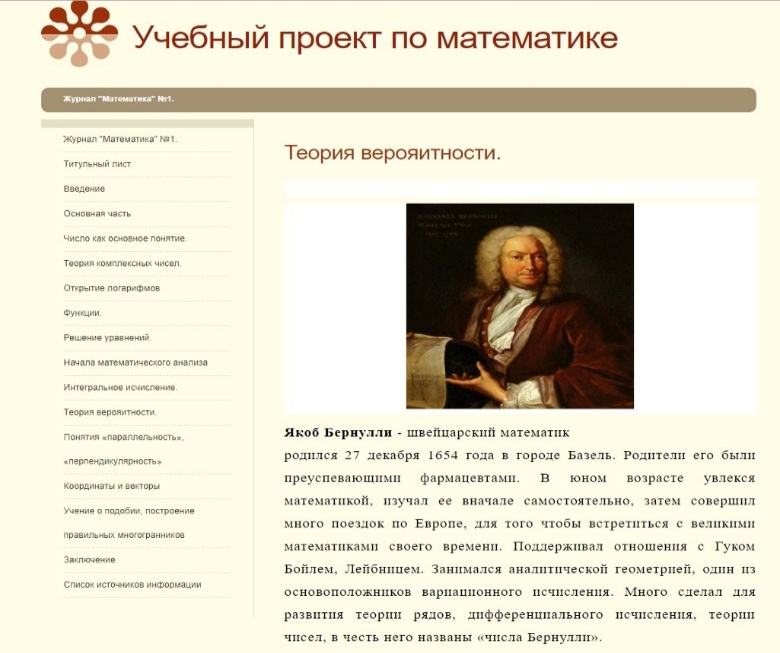 Учебный проект по математике
Журнал "Математика" №1.
Журнал "Математика" №1.
Титульный лист
Введение
Основная часть
Число как основное понятие.
Теория комплексных чисел.
Открытие логарифмов
Функции.
Решение уравнений.
Начала математического анализа
Интегральное исчисление.
Теория верояитности.
Понятия «параллельность»,
«перпендикулярность»
Координаты и векторы
Учение о подобии, построение
правильных многогранников
Заключение
Список источников информации
Теория верояитности.
Якоб Бернулли - швейцарский математик
родился 27 декабря 1654 года в городе Базель. Родители его были
преуспевающими фармацевтами. В юном возрасте увлекся
математикой, изучал ее вначале самостоятельно, затем совершил
много поездок по Европе, для того чтобы встретиться с великими
математиками своего времени. Поддерживал отношения с Гуком
Бойлем, Лейбницем. Занимался аналитической геометрией, один из
основоположников вариационного исчисления. Много сделал для
развития теории рядов, дифференциального исчисления, теории
чисел, в честь него названы «числа Бернулли».